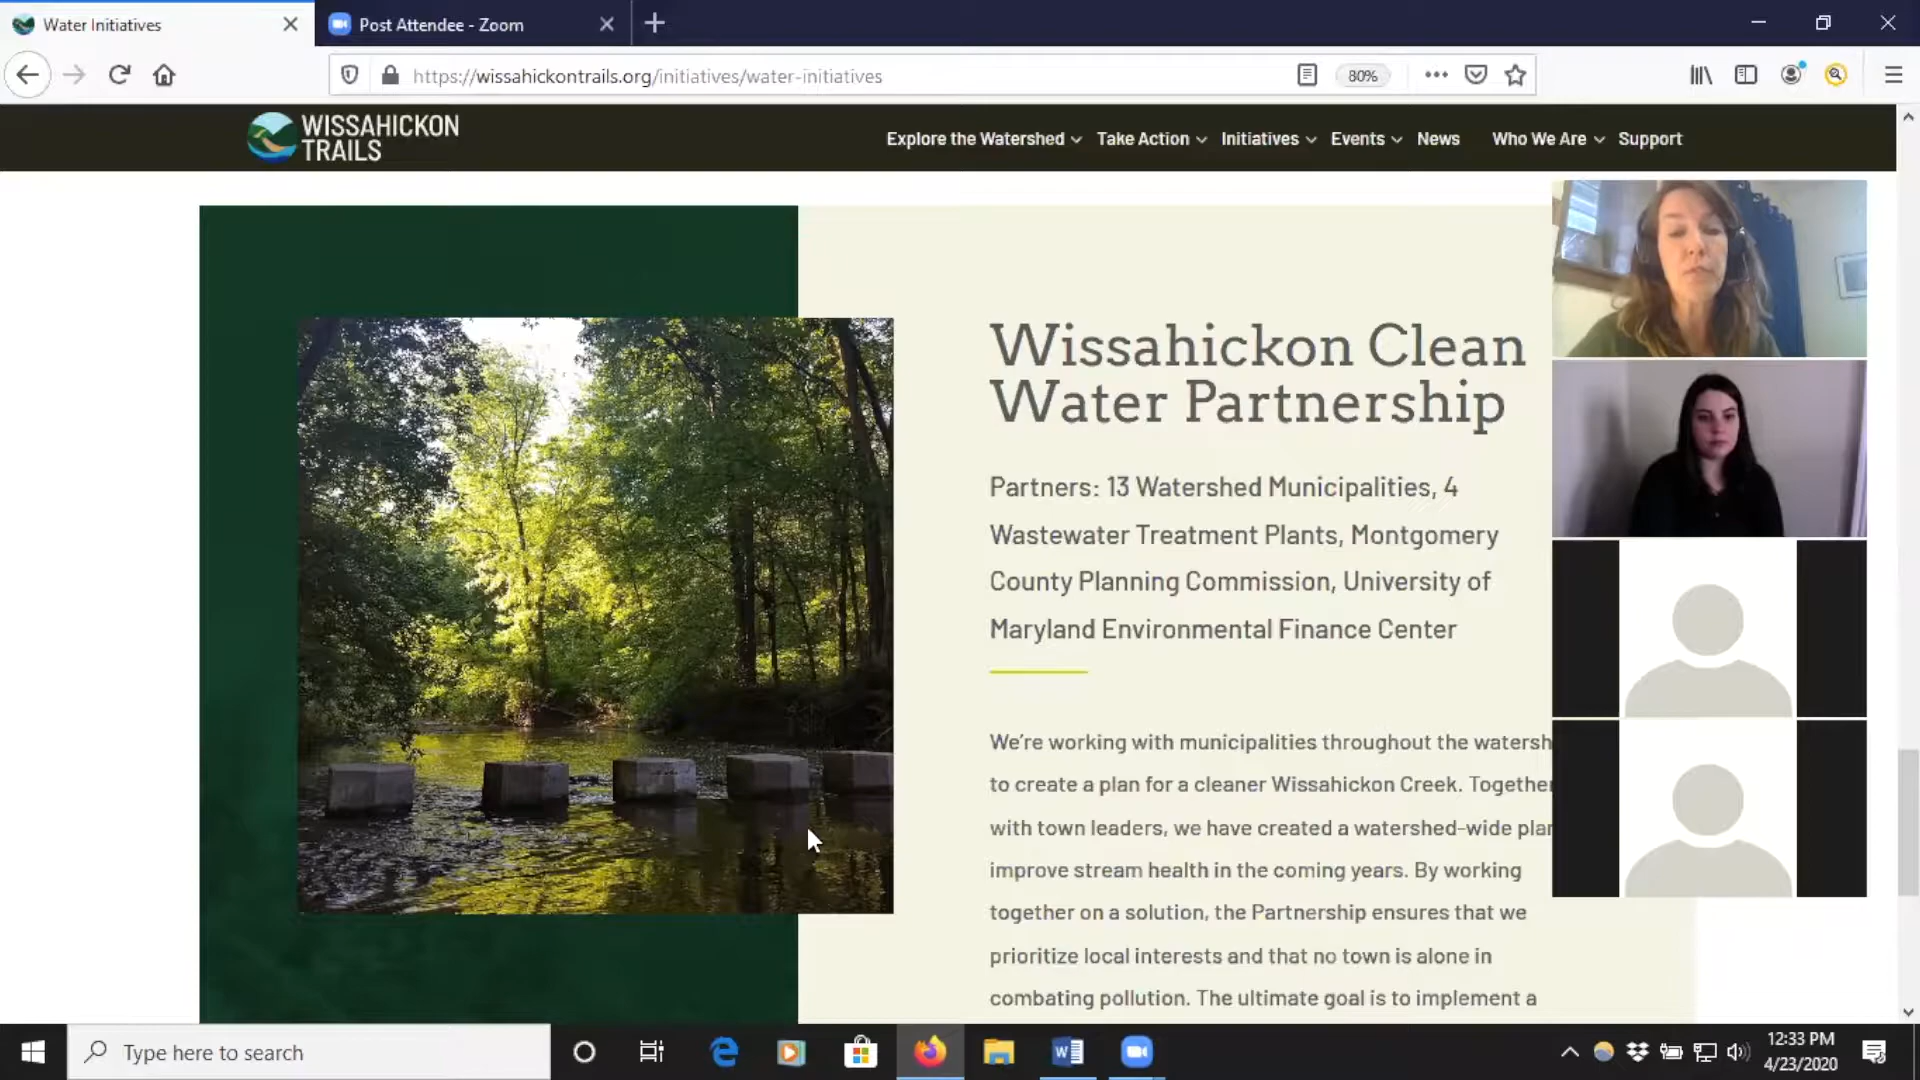 Water Initiatives
Post Attendee - Zoom
https://wissahickontrails.org/initiatives/water-initiatives
80%
WISSAHICKON
TRAILS
Explore the Watershed
Take Action
Initiatives
Events
News
Who We Are
Support
Wissahickon Clean
Water Partnership
Partners: 13 Watershed Municipalities, 4
Wastewater Treatment Plants, Montgomery
County Planning Commission, University of
Maryland Environmental Finance Center
We're working with municipalities throughout the watersh
to create a plan for a cleaner Wissahickon Creek. Together
with town leaders, we have created a watershed-wide plan
improve stream health in the coming years. By working
together on a solution, the Partnership ensures that we
prioritize local interests and that no town is alone in
combating pollution. The ultimate goal is to implement a
Type here to search
12:33 PM
4/23/2020